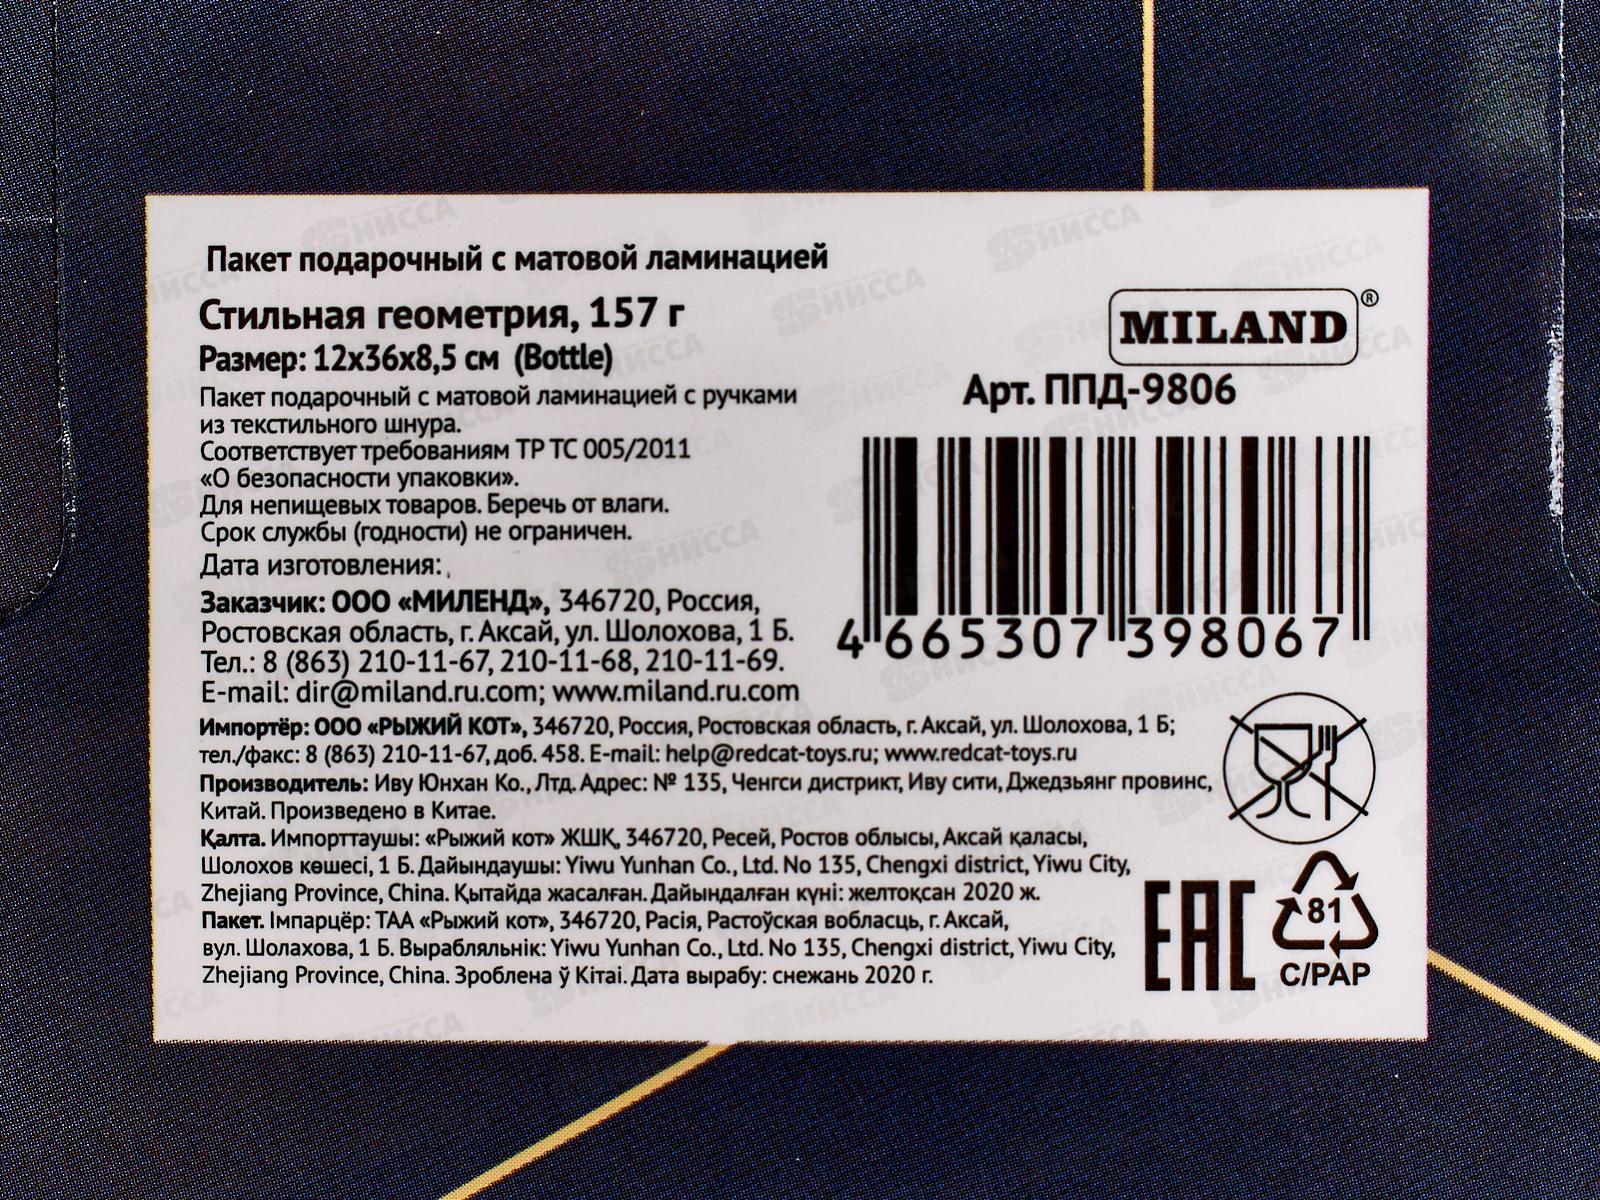 Пакет подарочный с матовой ламинацией
Стильная геометрия, 157 г
Размер: 12x36x8,5 см (Bottle)
Пакет подарочный с матовой ламинацией с ручками
из текстильного шнура.
Соответствует требованиям ТР ТС 005/2011
«О безопасности упаковки».
Для непищевых товаров. Беречь от влаги.
Срок службы (годности) не ограничен.
Дата изготовления:
Заказчик: ООО «МИЛЕНД», 346720, Россия,
Ростовская область, г. Аксай, ул. Шолохова, 1 Б.
Тел.: 8 (863) 210-11-67, 210-11-68, 210-11-69.
E-mail: dir@miland.ru.com; www.miland.ru.com
MILAND®
Арт. ППД-9806
4 665307 398067
Импортёр: ООО «РЫЖИЙ КОТ», 346720, Россия, Ростовская область, г. Аксай, ул. Шолохова, 1 Б;
тел./факс: 8 (863) 210-11-67, доб. 458. E-mail: help@redcat-toys.ru; www.redcat-toys.ru
Производитель: Иву Юнхан Ко., Лтд. Адрес: № 135, Ченгси дистрикт, Иву сити, Джедзьянг провинс,
Китай. Произведено в Китае.
Қалта. Импорттаушы: «Рыжий кот» ЖШҚ, 346720, Ресей, Ростов облысы, Аксай қаласы,
Шолохов көшесі, 1 Б. Дайындаушы: Yiwu Yunhan Co., Ltd. No 135, Chengxi district, Yiwu City,
Zhejiang Province, China. Қытайда жасалған. Дайындалған күні: желтоқсан 2020 ж.
Пакет. Імпарцёр: ТАА «Рыжий кот», 346720, Расія, Растоўская вобласць, г. Аксай,
вул. Шолахова, 1 Б. Вырабляльнік: Yiwu Yunhan Co., Ltd. No 135, Chengxi district, Yiwu City,
Zhejiang Province, China. Зроблена ў Кітаі. Дата вырабу: снежань 2020 г.
EAC
81
C/PAP
НИССА